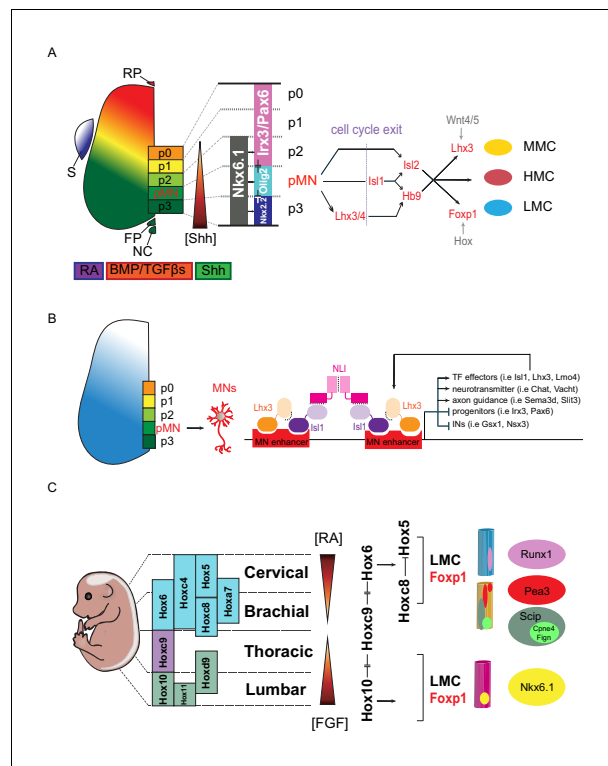 A
RP
S
p0
p1
p2
pMN
p3
FP
NC
[Shh]
RA
BMP/TGFβs
Shh
Nkx6.1
Irx3/Pax6
Olig2
Nkx2.2
p0
p1
p2
pMN
p3
cell cycle exit
Isl1
Lhx3/4
Isl2
Hb9
Wnt4/5
Lhx3
Foxp1
Hox
MMC
HMC
LMC
B
p0
p1
p2
pMN
p3
MNs
NLI
Lhx3
Isl1
MN enhancer
Isl1
Lhx3
MN enhancer
TF effectors (i.e Isl1, Lhx3, Lmo4)
neurotransmitter (i.e Chat, Vacht)
axon guidance (i.e Sema3d, Slit3)
progenitors (i.e Irx3, Pax6)
INs (i.e Gsx1, Nsx3)
C
Hox6
Hoxc4
Hox5
Hoxc8
Hoxa7
Hoxc9
Hox10
Hox11
Hoxd9
Cervical
Brachial
Thoracic
Lumbar
[RA]
[FGF]
Hox10
Hoxc9
Hox6
Hoxc8
Hox5
LMC
Foxp1
LMC
Foxp1
Runx1
Pea3
Scip
Cpne4
Fign
Nkx6.1